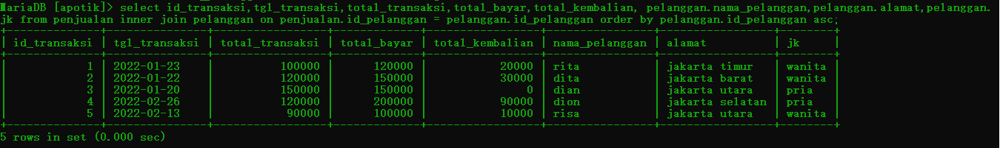 MariaDB [apotik]> select id_transaksi,tgl_transaksi,total_transaksi,total_bayar,total_kembalian, pelanggan.nama_pelanggan,pelanggan.alamat,pelanggan.
jk from penjualan inner join pelanggan on penjualan.id_pelanggan = pelanggan.id_pelanggan order by pelanggan.id_pelanggan asc;
+--------------+---------------+-----------------+-------------+-----------------+----------------+-----------------+--------+
| id_transaksi | tgl_transaksi | total_transaksi | total_bayar | total_kembalian | nama_pelanggan | alamat          | jk     |
+--------------+---------------+-----------------+-------------+-----------------+----------------+-----------------+--------+
|            1 | 2022-01-23    |          100000 |      120000 |           20000 | rita           | jakarta timur   | wanita |
|            2 | 2022-01-22    |          120000 |      150000 |           30000 | dita           | jakarta barat   | wanita |
|            3 | 2022-01-20    |          150000 |      150000 |               0 | dian           | jakarta utara   | pria   |
|            4 | 2022-02-26    |          120000 |      200000 |           90000 | dion           | jakarta selatan | pria   |
|            5 | 2022-02-13    |           90000 |      100000 |           10000 | risa           | jakarta utara   | wanita |
+--------------+---------------+-----------------+-------------+-----------------+----------------+-----------------+--------+
5 rows in set (0.000 sec)